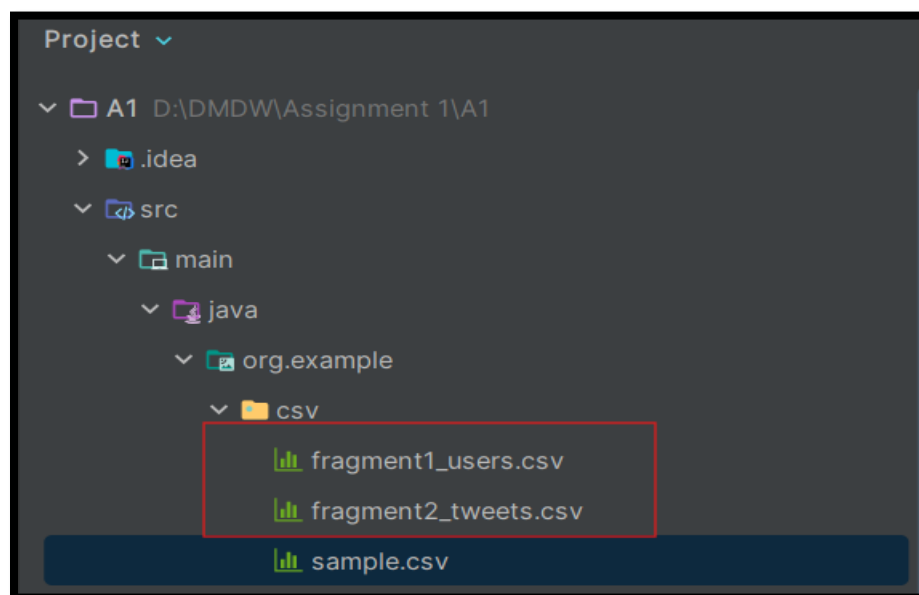 Project
A1 D:\DMDW\Assignment 1\A1
.idea
src
main
java
org.example
csv
fragment1_users.csv
fragment2_tweets.csv
sample.csv